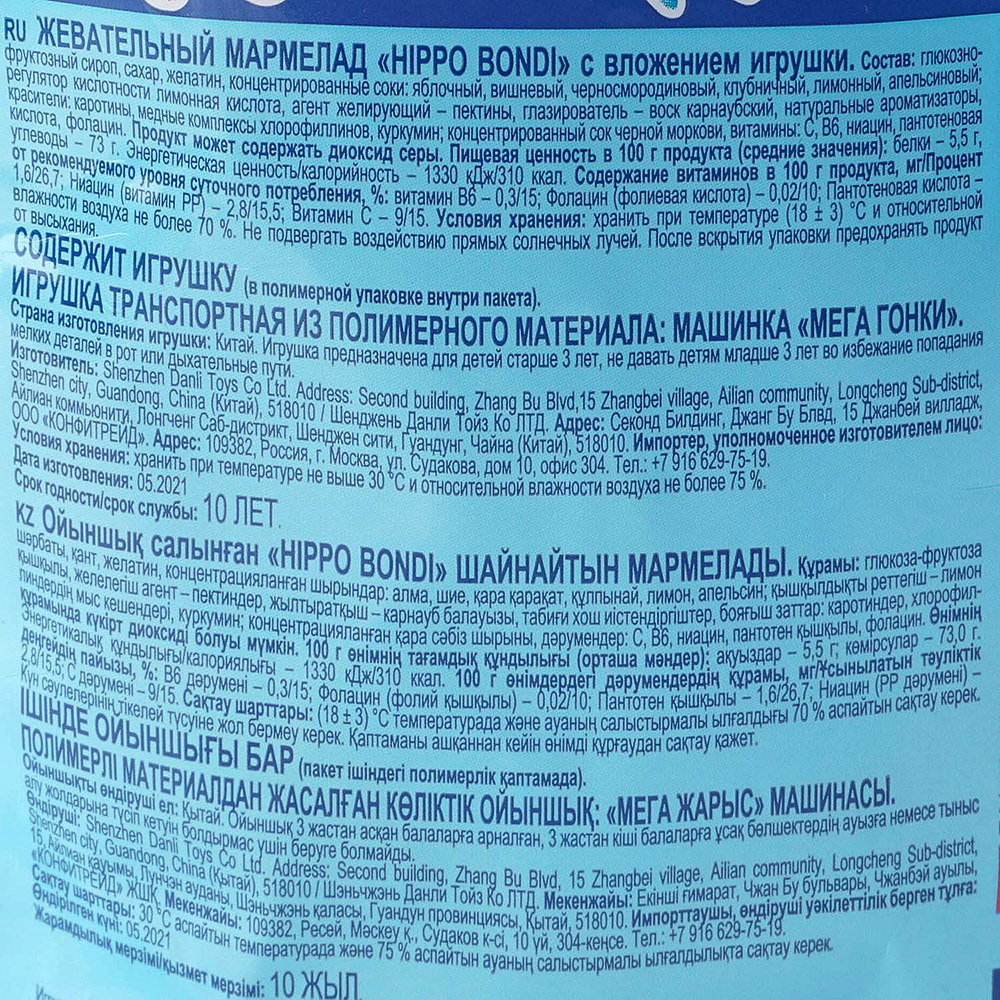 RU ЖЕВАТЕЛЬНЫЙ МАРМЕЛАД «HIPPO BONDI» с вложением игрушки. Состав: глюкозно-
фруктозный сироп, сахар, желатин, концентрированные соки: яблочный, вишневый, черносмородиновый, клубничный, лимонный, апельсиновый;
регулятор кислотности лимонная кислота, агент желирующий – пектины, глазирователь – воск карнаубский, натуральные ароматизаторы,
красители: каротины, медные комплексы хлорофиллинов, куркумин; концентрированный сок черной моркови, витамины: С, В6, ниацин, пантотеновая
кислота, фолацин. Продукт может содержать диоксид серы. Пищевая ценность в 100 г продукта (средние значения): белки – 5,5 г,
углеводы – 73 г. Энергетическая ценность/калорийность – 1330 кДж/310 ккал. Содержание витаминов в 100 г продукта, мг/Процент
от рекомендуемого уровня суточного потребления, %: витамин В6 – 0,3/15; Фолацин (фолиевая кислота) – 0,02/10; Пантотеновая кислота –
1,6/26,7; Ниацин (витамин РР) – 2,8/15,5; Витамин С – 9/15. Условия хранения: хранить при температуре (18 ± 3) °С и относительной
влажности воздуха не более 70 %. Не подвергать воздействию прямых солнечных лучей. После вскрытия упаковки предохранять продукт
от высыхания.
СОДЕРЖИТ ИГРУШКУ (в полимерной упаковке внутри пакета).
ИГРУШКА ТРАНСПОРТНАЯ ИЗ ПОЛИМЕРНОГО МАТЕРИАЛА: МАШИНКА «МЕГА ГОНКИ».
Страна изготовления игрушки: Китай. Игрушка предназначена для детей старше 3 лет, не давать детям младше 3 лет во избежание попадания
мелких деталей в рот или дыхательные пути.
Изготовитель: Shenzhen Danli Toys Co Ltd. Address: Second building, Zhang Bu Blvd,15 Zhangbei village, Ailian community, Longcheng Sub-district,
Shenzhen city, Guandong, China (Китай), 518010 / Шенджень Данли Тойз Ко ЛТД. Адрес: Секонд Билдинг, Джанг Бу Блвд, 15 Джанбей вилладж,
Айлиан коммьюнити, Лонгченг Саб-дистрикт, Шенджен сити, Гуандунг, Чайна (Китай), 518010. Импортер, уполномоченное изготовителем лицо:
ООО «КОНФИТРЕЙД». Адрес: 109382, Россия, г. Москва, ул. Судакова, дом 10, офис 304. Тел.: +7 916 629-75-19.
Условия хранения: хранить при температуре не выше 30 °С и относительной влажности воздуха не более 75 %.
Дата изготовления: 05.2021
Срок годности/срок службы: 10 ЛЕТ.
KZ Ойыншық салынған «HIPPO BONDI» ШАЙНАЙТЫН МАРМЕЛАДЫ. Құрамы: глюкоза-фруктоза
шәрбаты, қант, желатин, концентрацияланған шырындар: алма, шие, қара қарақат, құлпынай, лимон, апельсин; қышқылдықты реттегіш – лимон
қышқылы, желелегіш агент – пектиндер, жылтыратқыш – карнауб балауызы, табиғи хош иістендіргіштер, бояғыш заттар: каротиндер, хлорофил-
линдердің мыс кешендері, куркумин; концентрацияланған қара сәбіз шырыны, дәрумендер: С, В6, ниацин, пантотен қышқылы, фолацин. Өнімнің
құрамында күкірт диоксиді болуы мүмкін. 100 г өнімнің тағамдық құндылығы (орташа мәндер): ақуыздар – 5,5 г; көмірсулар – 73,0 г.
Энергетикалық құндылығы/калориялығы – 1330 кДж/310 ккал. 100 г өнімдердегі дәрумендердің құрамы, мг/Ұсынылатын тәуліктік
деңгейдің пайызы, %: В6 дәрумені – 0,3/15; Фолацин (фолий қышқылы) – 0,02/10; Пантотен қышқылы – 1,6/26,7; Ниацин (РР дәрумені) –
2,8/15,5; С дәрумені – 9/15. Сақтау шарттары: (18 ± 3) °С температурада және ауаның салыстырмалы ылғалдығы 70 % аспайтын сақтау керек.
Күн сәулелерінің тікелей түсуіне жол бермеу керек. Қаптаманы ашқаннан кейін өнімді құрғаудан сақтау қажет.
ІШІНДЕ ОЙЫНШЫҒЫ БАР (пакет ішіндегі полимерлік қаптамада).
ПОЛИМЕРЛІ МАТЕРИАЛДАН ЖАСАЛҒАН КӨЛІКТІК ОЙЫНШЫҚ: «МЕГА ЖАРЫС» МАШИНАСЫ.
Ойыншықты өндіруші ел: Қытай. Ойыншық 3 жастан асқан балаларға арналған, 3 жастан кіші балаларға ұсақ бөлшектердің ауызға немесе тыныс
алу жолдарына түсіп кетуін болдырмас үшін беруге болмайды.
Өндіруші: Shenzhen Danli Toys Co Ltd. Address: Second building, Zhang Bu Blvd, 15 Zhangbei village, Ailian community, Longcheng Sub-district,
Shenzhen city, Guandong, China (Қытай), 518010 / Шэньчжэнь Данли Тойз Ко ЛТД. Мекенжайы: Екінші ғимарат, Чжан Бу бульвары, Чжанбэй ауылы,
15, Айлиан қауымы, Лунчэн ауданы, Шэньчжэнь қаласы, Гуандун провинциясы, Қытай, 518010. Импорттаушы, өндіруші уәкілеттілік берген тұлға:
«КОНФИТРЕЙД» ЖШҚ. Мекенжайы: 109382, Ресей, Мәскеу қ., Судаков к-сі, 10 үй, 304-кеңсе. Тел.: +7 916 629-75-19.
Сақтау шарттары: 30 °С аспайтын температурада және 75 % аспайтын ауаның салыстырмалы ылғалдылығында сақтау керек.
Өндірілген күні: 05.2021
Жарамдылық мерзімі/қызмет мерзімі: 10 ЖЫЛ